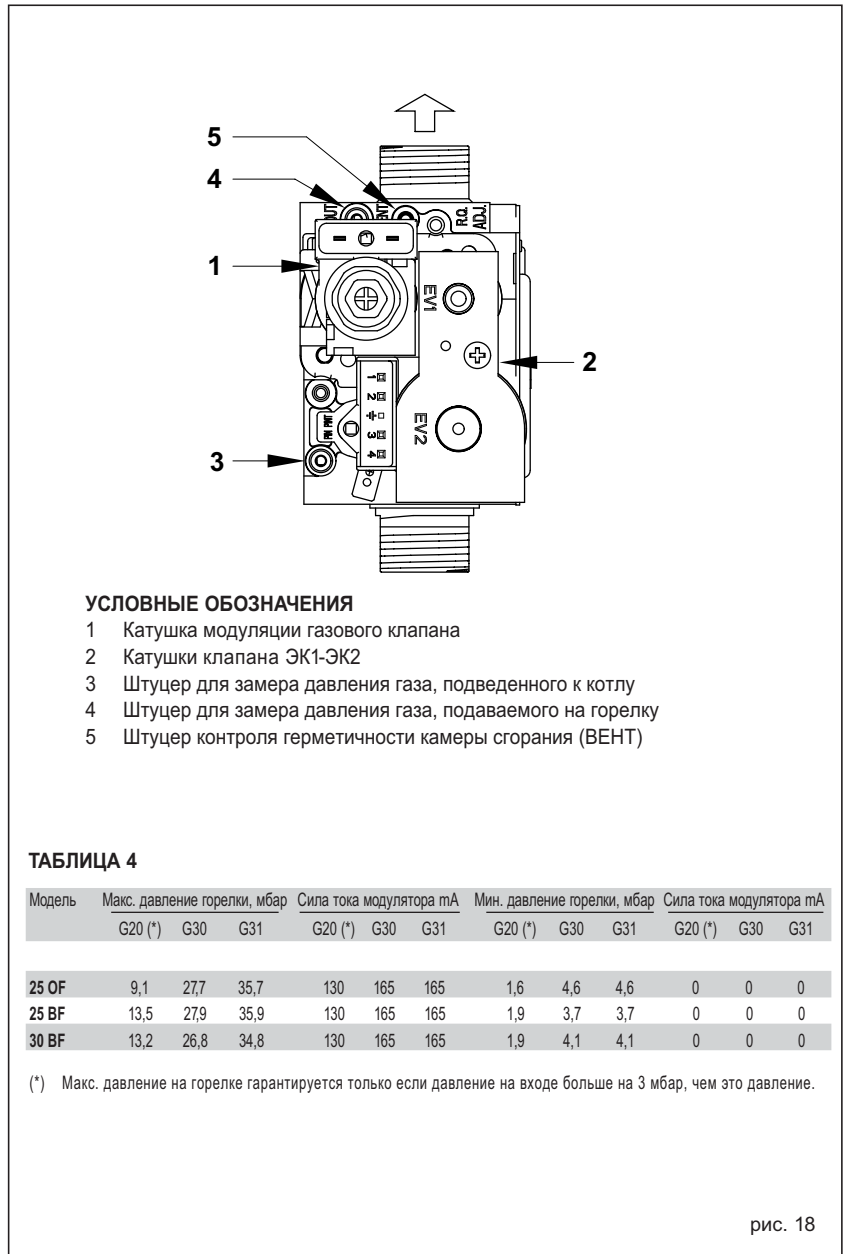 5
4
OUT
R.Q.
ADJ.
1
EV1
2
1
2
3
4
EV2
3
УСЛОВНЫЕ ОБОЗНАЧЕНИЯ
1 Катушка модуляции газового клапана
2 Катушки клапана ЭК1-ЭК2
3 Штуцер для замера давления газа, подведенного к котлу
4 Штуцер для замера давления газа, подаваемого на горелку
5 Штуцер контроля герметичности камеры сгорания (ВЕНТ)
ТАБЛИЦА 4
Модель Макс. давление горелки, мбар Сила тока модулятора mA Мин. давление горелки, мбар Сила тока модулятора mA
G20 (*) G30 G31 G20 (*) G30 G31 G20 (*) G30 G31 G20 (*) G30 G31
25 OF 9,1 27,7 35,7 130 165 165 1,6 4,6 4,6 0 0 0
25 BF 13,5 27,9 35,9 130 165 165 1,9 3,7 3,7 0 0 0
30 BF 13,2 26,8 34,8 130 165 165 1,9 4,1 4,1 0 0 0
(*) Макс. давление на горелке гарантируется только если давление на входе больше на 3 мбар, чем это давление.
рис. 18